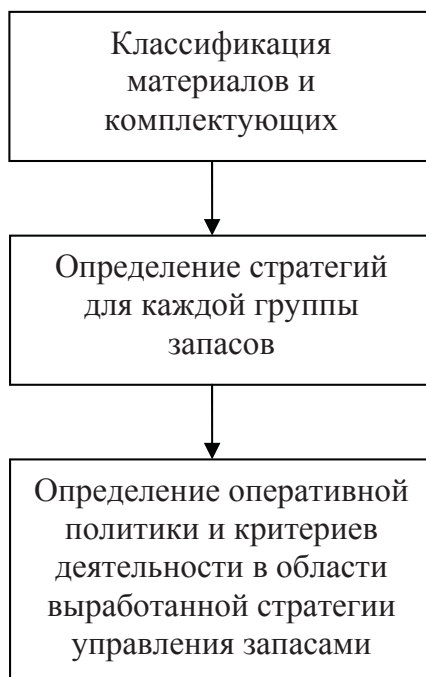 Классификация
материалов и
комплектующих
Определение стратегий
для каждой группы
запасов
Определение оперативной
политики и критериев
деятельности в области
выработанной стратегии
управления запасами